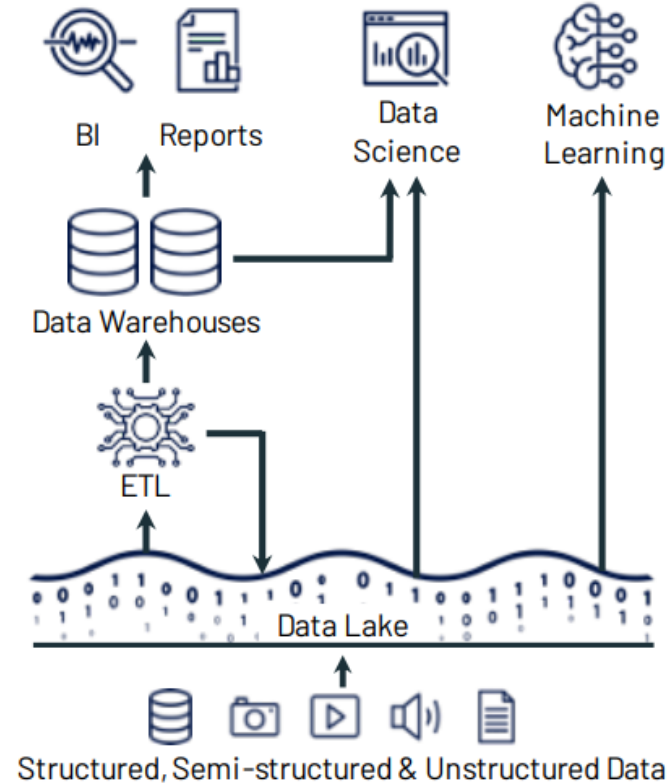 BI
Reports
Data
Science
Machine
Learning
Data Warehouses
ETL
Data Lake
Structured, Semi-structured & Unstructured Data